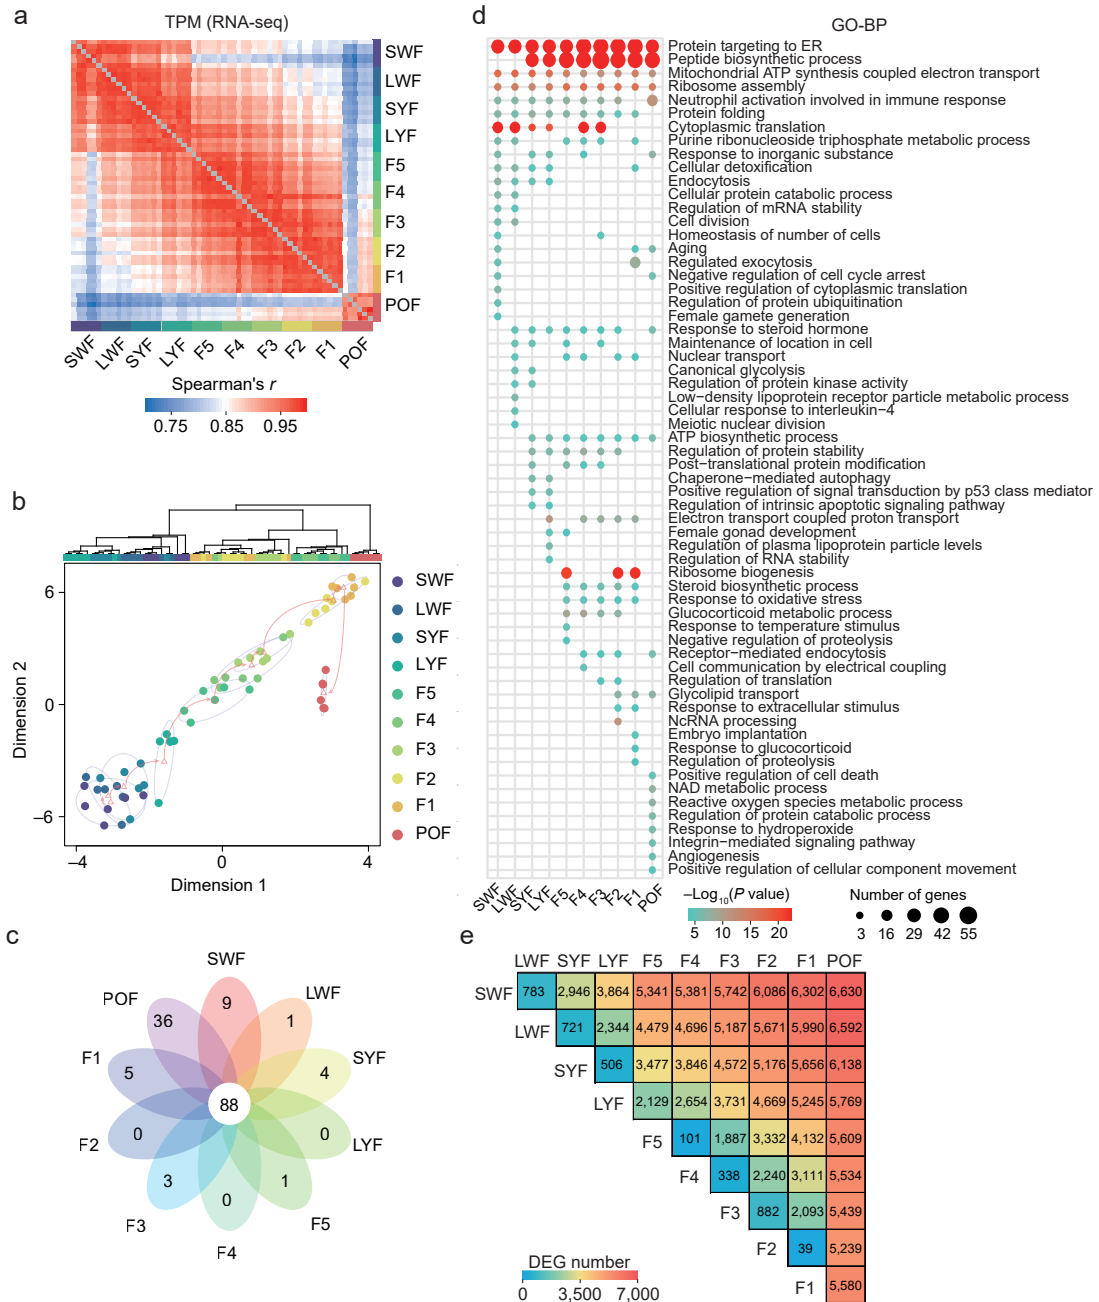 a
TPM (RNA-seq)
SWF
LWF
SYF
LYF
F5
F4
F3
F2
F1
POF
SWF LWF SYF LYF F5 F4 F3 F2 F1 POF
Spearman's r
0.75 0.85 0.95
b
Dimension 2
6
0
−6
−4 0 4
Dimension 1
SWF
LWF
SYF
LYF
F5
F4
F3
F2
F1
POF
c
SWF
LWF
SYF
LYF
F5
F4
F3
F2
F1
POF
9
1
4
0
1
0
3
0
5
36
88
d
GO-BP
Protein targeting to ER
Peptide biosynthetic process
Mitochondrial ATP synthesis coupled electron transport
Ribosome assembly
Neutrophil activation involved in immune response
Protein folding
Cytoplasmic translation
Purine ribonucleoside triphosphate metabolic process
Response to inorganic substance
Cellular detoxification
Endocytosis
Cellular protein catabolic process
Regulation of mRNA stability
Cell division
Homeostasis of number of cells
Aging
Regulated exocytosis
Negative regulation of cell cycle arrest
Positive regulation of cytoplasmic translation
Regulation of protein ubiquitination
Female gamete generation
Response to steroid hormone
Maintenance of location in cell
Nuclear transport
Canonical glycolysis
Regulation of protein kinase activity
Low−density lipoprotein receptor particle metabolic process
Cellular response to interleukin−4
Meiotic nuclear division
ATP biosynthetic process
Regulation of protein stability
Post−translational protein modification
Chaperone−mediated autophagy
Positive regulation of signal transduction by p53 class mediator
Regulation of intrinsic apoptotic signaling pathway
Electron transport coupled proton transport
Female gonad development
Regulation of plasma lipoprotein particle levels
Regulation of RNA stability
Ribosome biogenesis
Steroid biosynthetic process
Response to oxidative stress
Glucocorticoid metabolic process
Response to temperature stimulus
Negative regulation of proteolysis
Receptor−mediated endocytosis
Cell communication by electrical coupling
Regulation of translation
Glycolipid transport
Response to extracellular stimulus
NcRNA processing
Embryo implantation
Response to glucocorticoid
Regulation of proteolysis
Positive regulation of cell death
NAD metabolic process
Reactive oxygen species metabolic process
Regulation of protein catabolic process
Response to hydroperoxide
Integrin−mediated signaling pathway
Angiogenesis
Positive regulation of cellular component movement
SWF LWF SYF LYF F5 F4 F3 F2 F1 POF
−Log10(P value)
5 10 15 20
Number of genes
3 16 29 42 55
e
LWF SYF LYF F5 F4 F3 F2 F1 POF
SWF 783 2,946 3,864 5,341 5,381 5,742 6,086 6,302 6,630
LWF 721 2,344 4,479 4,696 5,187 5,671 5,990 6,592
SYF 506 3,477 3,846 4,572 5,176 5,656 6,138
LYF 2,129 2,654 3,731 4,669 5,245 5,769
F5 101 1,887 3,332 4,132 5,609
F4 338 2,240 3,111 5,534
F3 882 2,093 5,439
F2 39 5,239
F1 5,580
DEG number
0 3,500 7,000